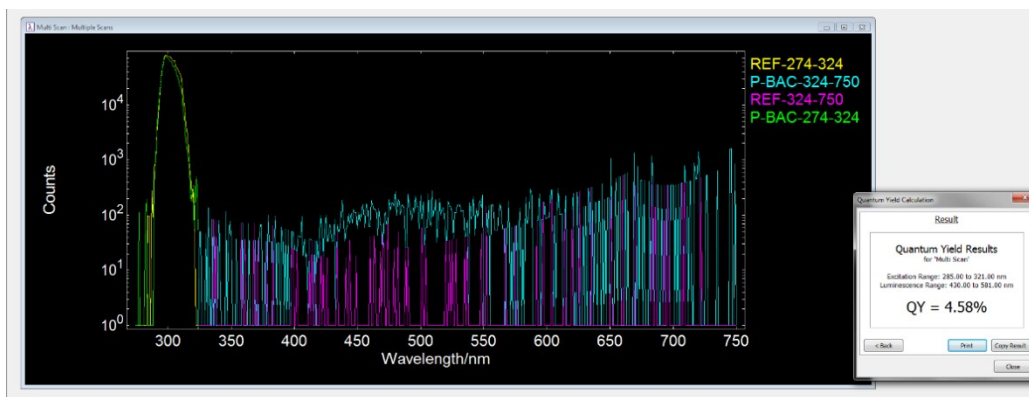 Multi Scan : Multiple Scans
REF-274-324
P-BAC-324-750
REF-324-750
P-BAC-274-324
Counts
10⁴
10³
10²
10¹
10⁰
300 350 400 450 500 550 600 650 700 750
Wavelength/nm
Quantum Yield Calculation
Result
Quantum Yield Results
for 'Multi Scan'
Excitation Range: 285.00 to 321.00 nm
Luminescence Range: 430.00 to 581.00 nm
QY = 4.58%
< Back
Print
Copy Result
Close